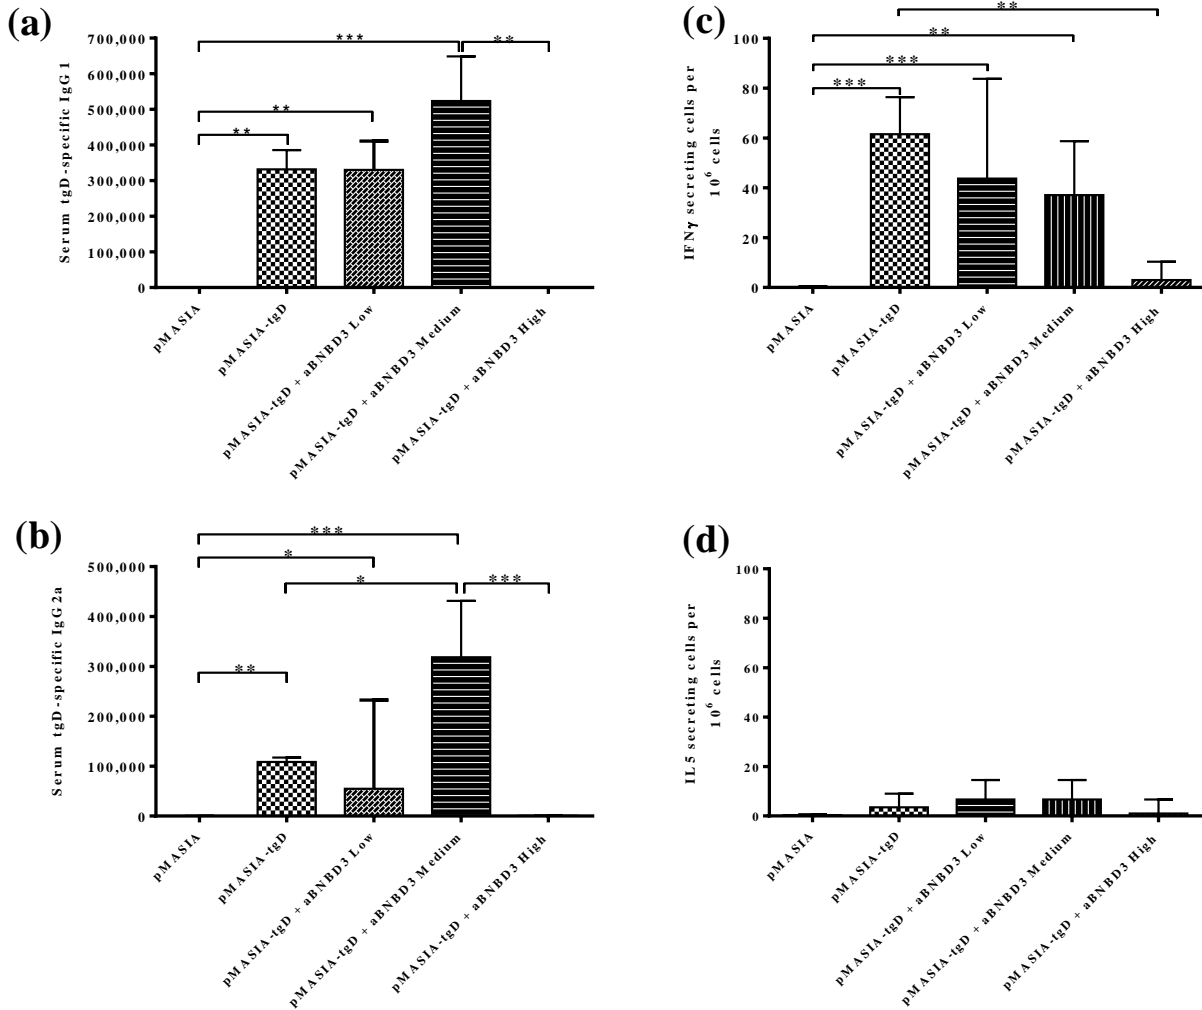 (a)
Serum tgD-specific IgG1
700,000
600,000
500,000
400,000
300,000
200,000
100,000
0
***
**
**
**
pMASIA
pMASIA-tgD
pMASIA-tgD + aBNBD3 Low
pMASIA-tgD + aBNBD3 Medium
pMASIA-tgD + aBNBD3 High
(c)
IFNγ secreting cells per
10⁶ cells
100
80
60
40
20
0
**
**
***
***
pMASIA
pMASIA-tgD
pMASIA-tgD + aBNBD3 Low
pMASIA-tgD + aBNBD3 Medium
pMASIA-tgD + aBNBD3 High
(b)
Serum tgD-specific IgG2a
500,000
400,000
300,000
200,000
100,000
0
***
*
*
***
**
pMASIA
pMASIA-tgD
pMASIA-tgD + aBNBD3 Low
pMASIA-tgD + aBNBD3 Medium
pMASIA-tgD + aBNBD3 High
(d)
IL5 secreting cells per
10⁶ cells
100
80
60
40
20
0
pMASIA
pMASIA-tgD
pMASIA-tgD + aBNBD3 Low
pMASIA-tgD + aBNBD3 Medium
pMASIA-tgD + aBNBD3 High